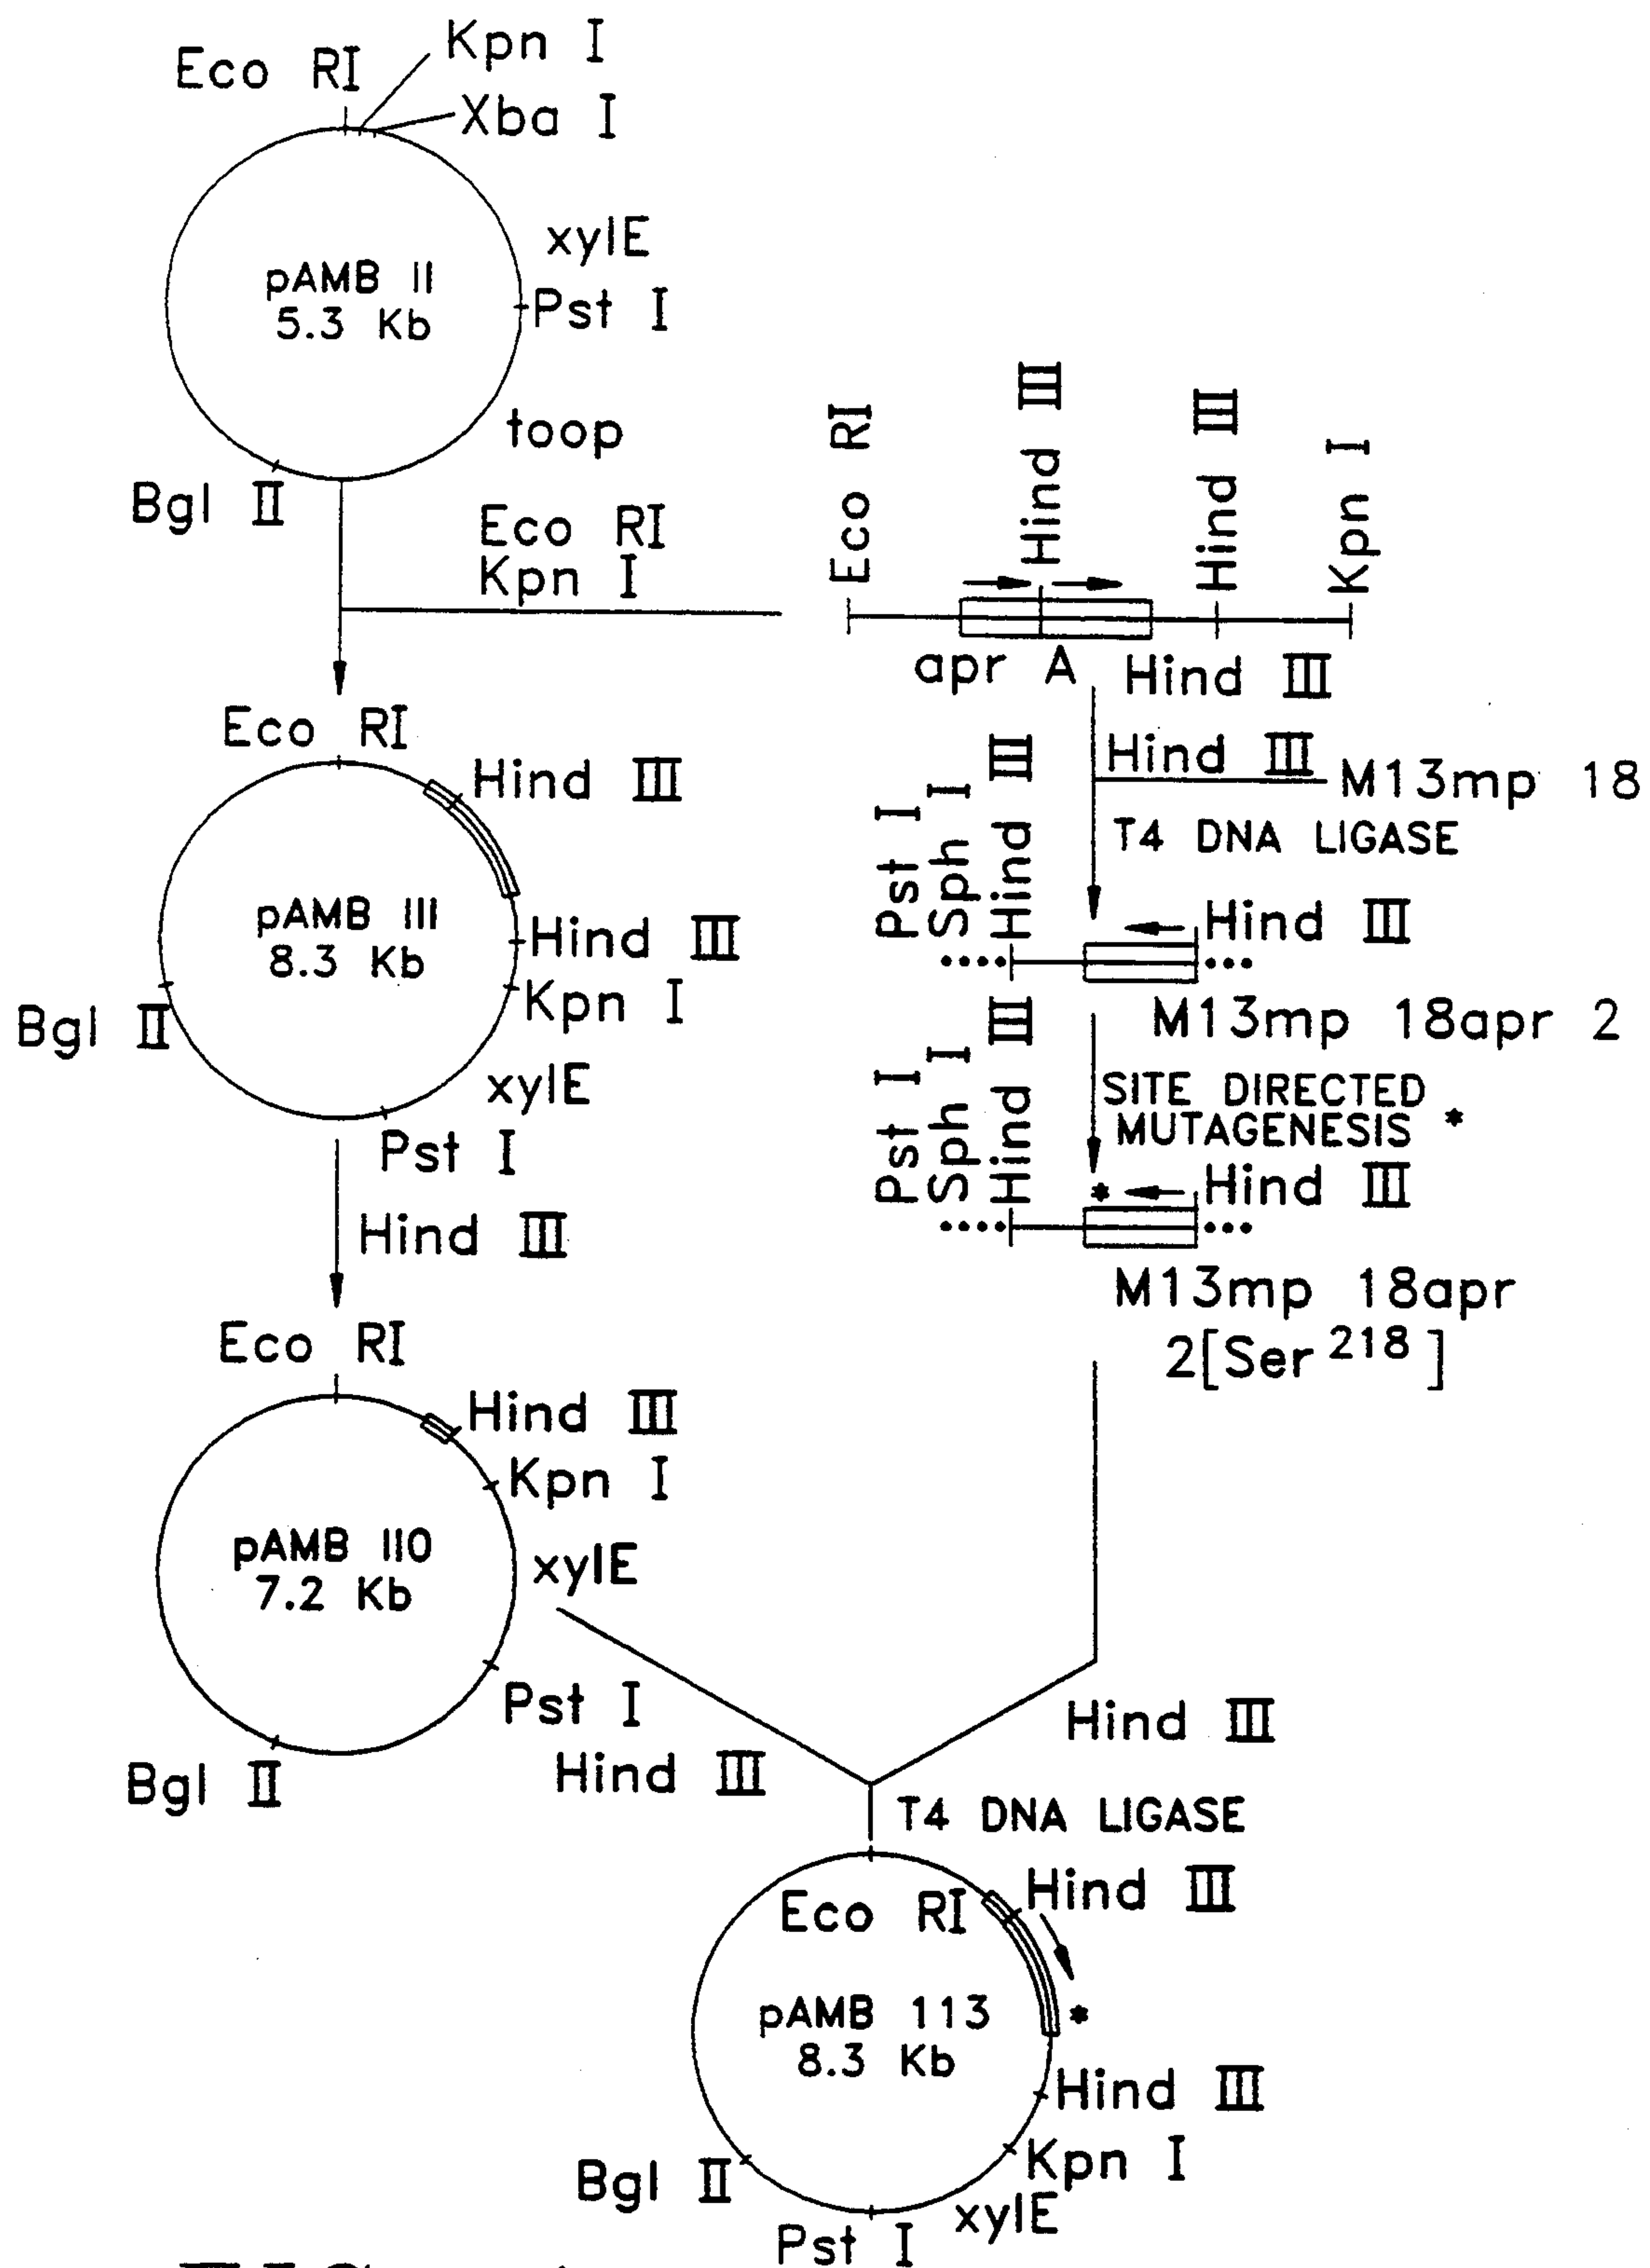 Eco RI
Kpn I
Xba I
pAMB II
5.3 Kb
xylE
Pst I
toop
Bgl II
Eco RI
Kpn I
Eco RI
Hind III
Hind III
Kpn I
apr A
Hind III
Hind III
M13mp 18
T4 DNA LIGASE
Pst I
Sph I
Hind III
Hind III
M13mp 18apr 2
SITE DIRECTED
MUTAGENESIS *
Pst I
Sph I
Hind III
* Hind III
M13mp 18apr
2[Ser 218]
Eco RI
Hind III
pAMB III
8.3 Kb
Hind III
Kpn I
Bgl II
xylE
Pst I
Hind III
Eco RI
Hind III
Kpn I
pAMB 110
7.2 Kb
xylE
Pst I
Bgl II
Hind III
Hind III
T4 DNA LIGASE
Eco RI
Hind III
pAMB 113
8.3 Kb
*
Hind III
Kpn I
Bgl II
xylE
Pst I